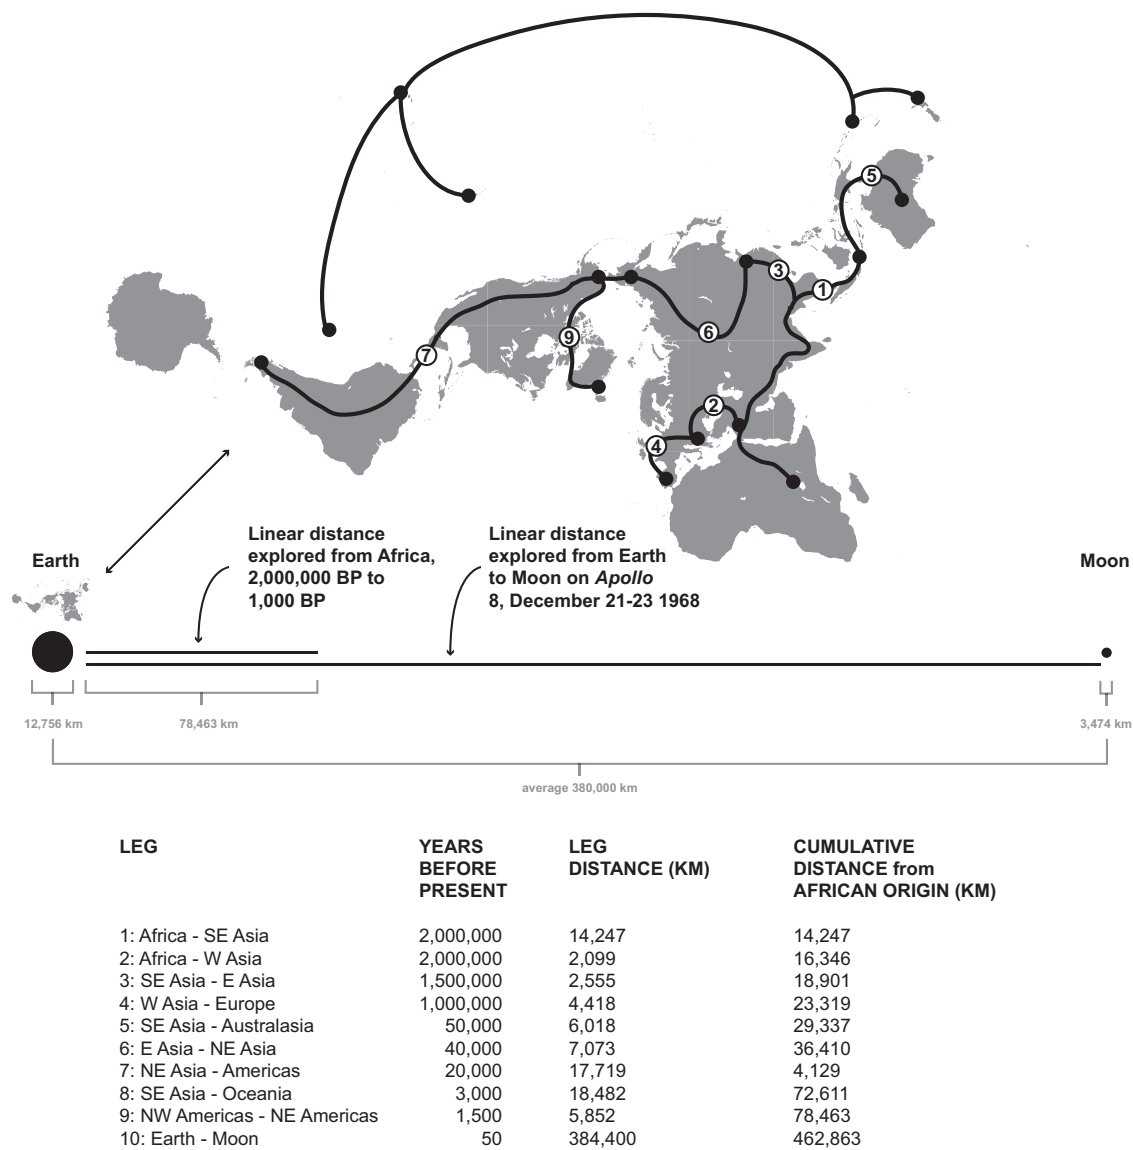 5
3
1
6
9
7
2
4
Linear distance
explored from Africa,
2,000,000 BP to
1,000 BP
Linear distance
explored from Earth
to Moon on Apollo
8, December 21-23 1968
Earth
Moon
12,756 km
78,463 km
3,474 km
average 380,000 km
LEG
YEARS
BEFORE
PRESENT
LEG
DISTANCE (KM)
CUMULATIVE
DISTANCE from
AFRICAN ORIGIN (KM)
1: Africa - SE Asia 2,000,000 14,247 14,247
2: Africa - W Asia 2,000,000 2,099 16,346
3: SE Asia - E Asia 1,500,000 2,555 18,901
4: W Asia - Europe 1,000,000 4,418 23,319
5: SE Asia - Australasia 50,000 6,018 29,337
6: E Asia - NE Asia 40,000 7,073 36,410
7: NE Asia - Americas 20,000 17,719 4,129
8: SE Asia - Oceania 3,000 18,482 72,611
9: NW Americas - NE Americas 1,500 5,852 78,463
10: Earth - Moon 50 384,400 462,863